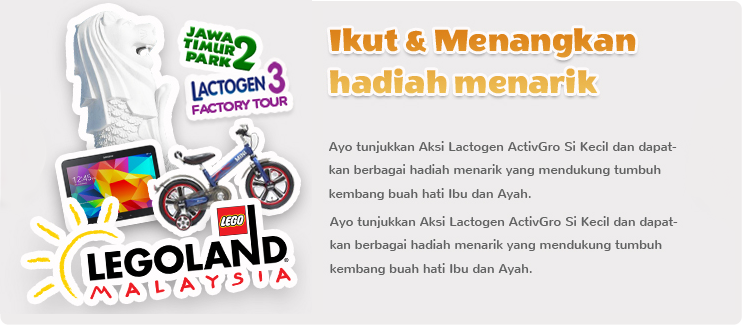 JAWA
TIMUR
PARK 2
LACTOGEN 3
FACTORY TOUR
12:45
LEGO
LEGOLAND®
MALAYSIA
Ikut & Menangkan
hadiah menarik
Ayo tunjukkan Aksi Lactogen ActivGro Si Kecil dan dapat-
kan berbagai hadiah menarik yang mendukung tumbuh
kembang buah hati Ibu dan Ayah.
Ayo tunjukkan Aksi Lactogen ActivGro Si Kecil dan dapat-
kan berbagai hadiah menarik yang mendukung tumbuh
kembang buah hati Ibu dan Ayah.